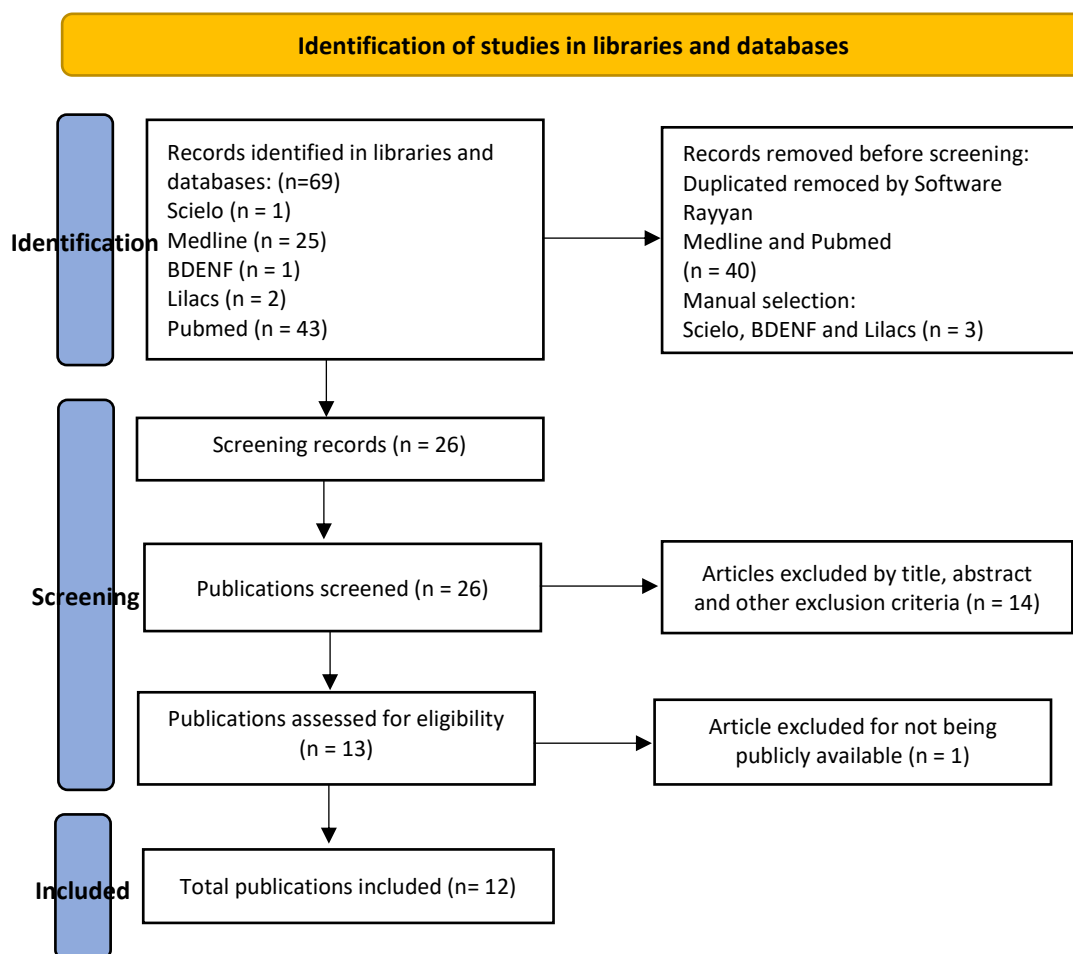 Identification of studies in libraries and databases
Identification
Records identified in libraries and
databases: (n=69)
Scielo (n = 1)
Medline (n = 25)
BDENF (n = 1)
Lilacs (n = 2)
Pubmed (n = 43)
Records removed before screening:
Duplicated remoced by Software
Rayyan
Medline and Pubmed
(n = 40)
Manual selection:
Scielo, BDENF and Lilacs (n = 3)
Screening
Screening records (n = 26)
Publications screened (n = 26)
Articles excluded by title, abstract
and other exclusion criteria (n = 14)
Publications assessed for eligibility
(n = 13)
Article excluded for not being
publicly available (n = 1)
Included
Total publications included (n= 12)